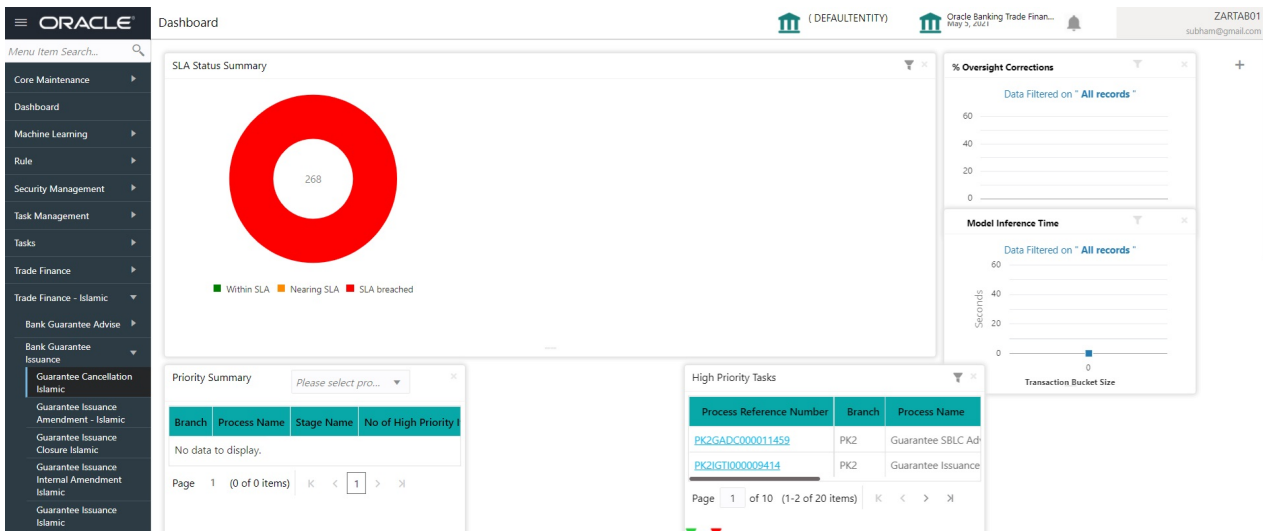 ORACLE
Dashboard
( DEFAULTENTITY)
Oracle Banking Trade Finan...
May 5, 2021
ZARTAB01
subham@gmail.com
Menu Item Search...
Core Maintenance
Dashboard
Machine Learning
Rule
Security Management
Task Management
Tasks
Trade Finance
Trade Finance - Islamic
Bank Guarantee Advise
Bank Guarantee
Issuance
Guarantee Cancellation
Islamic
Guarantee Issuance
Amendment - Islamic
Guarantee Issuance
Closure Islamic
Guarantee Issuance
Internal Amendment
Islamic
Guarantee Issuance
Islamic
SLA Status Summary
268
Within SLA Nearing SLA SLA breached
% Oversight Corrections
Data Filtered on " All records "
60
40
20
0
Model Inference Time
Data Filtered on " All records "
60
40
20
0
Seconds
0
Transaction Bucket Size
Priority Summary
Please select pro...
Branch Process Name Stage Name No of High Priority
No data to display.
Page 1 (0 of 0 items) 1
High Priority Tasks
Process Reference Number Branch Process Name
PK2GADC000011459 PK2 Guarantee SBLC Adv
PK2IGTI000009414 PK2 Guarantee Issuance
Page 1 of 10 (1-2 of 20 items)